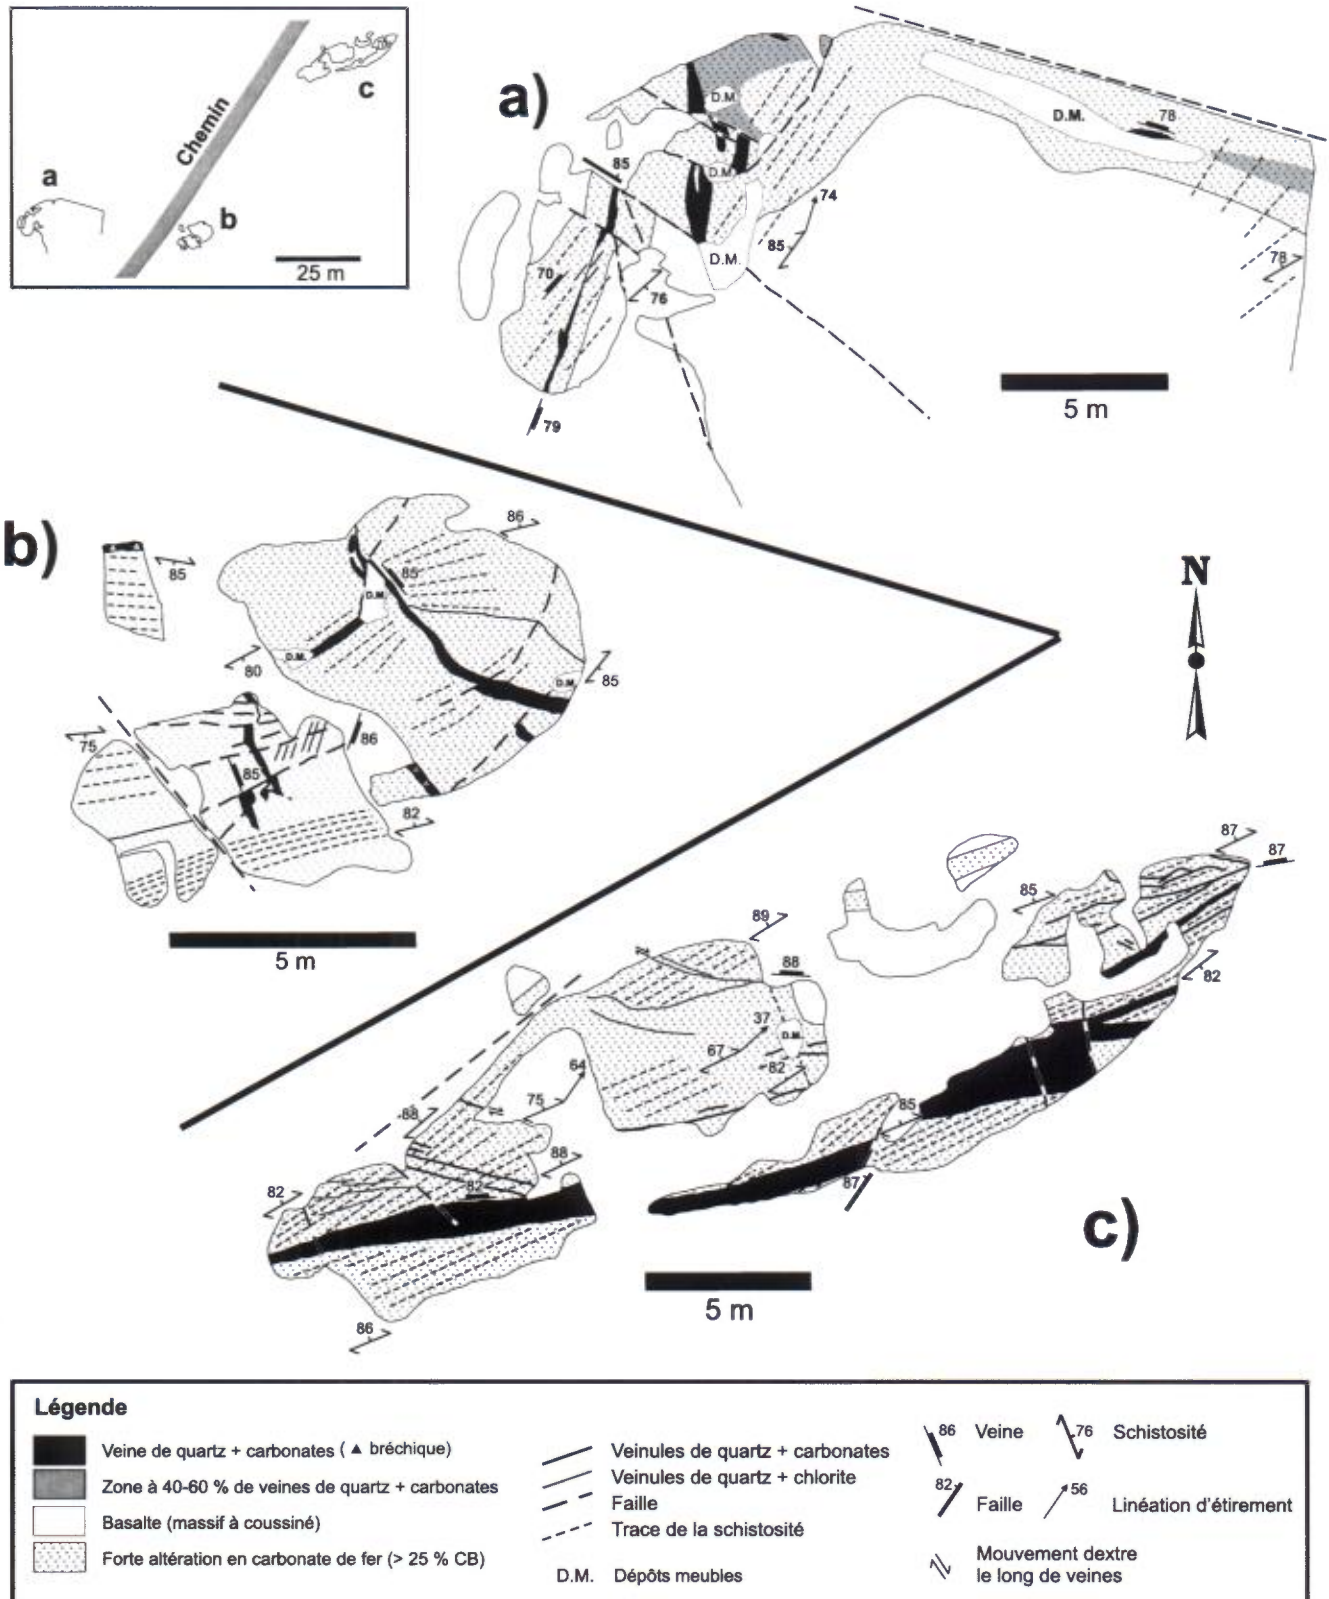 a
Chemin
c
b
25 m
a)
D.M.
D.M.
78
85
D.M.
74
85
D.M.
78
70
76
5 m
79
b)
86
85
85
D.M.
D.M.
80
D.M.
85
N
75
86
85
82
5 m
87
87
85
89
88
82
37
D.M.
67
82
64
75
88
85
88
82
82
87
c)
5 m
86
Légende
Veine de quartz + carbonates ( ▲ bréchique)
Zone à 40-60 % de veines de quartz + carbonates
Basalte (massif à coussiné)
Forte altération en carbonate de fer (> 25 % CB)
Veinules de quartz + carbonates
Veinules de quartz + chlorite
Faille
Trace de la schistosité
D.M. Dépôts meubles
86 Veine
76 Schistosité
82 Faille
56 Linéation d'étirement
Mouvement dextre
le long de veines